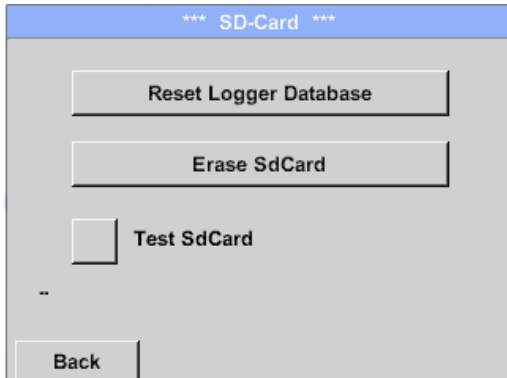 *** SD-Card ***
Reset Logger Database
Erase SdCard
Test SdCard
--
Back